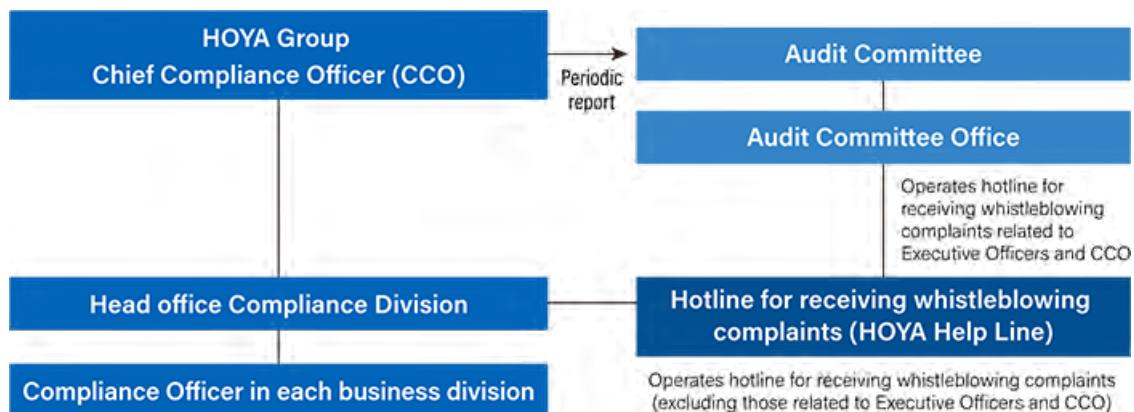 HOYA Group
Chief Compliance Officer (CCO)
Periodic
report
Audit Committee
Audit Committee Office
Operates hotline for
receiving whistleblowing
complaints related to
Executive Officers and CCO
Head office Compliance Division
Hotline for receiving whistleblowing
complaints (HOYA Help Line)
Compliance Officer in each business division
Operates hotline for receiving whistleblowing complaints
(excluding those related to Executive Officers and CCO)